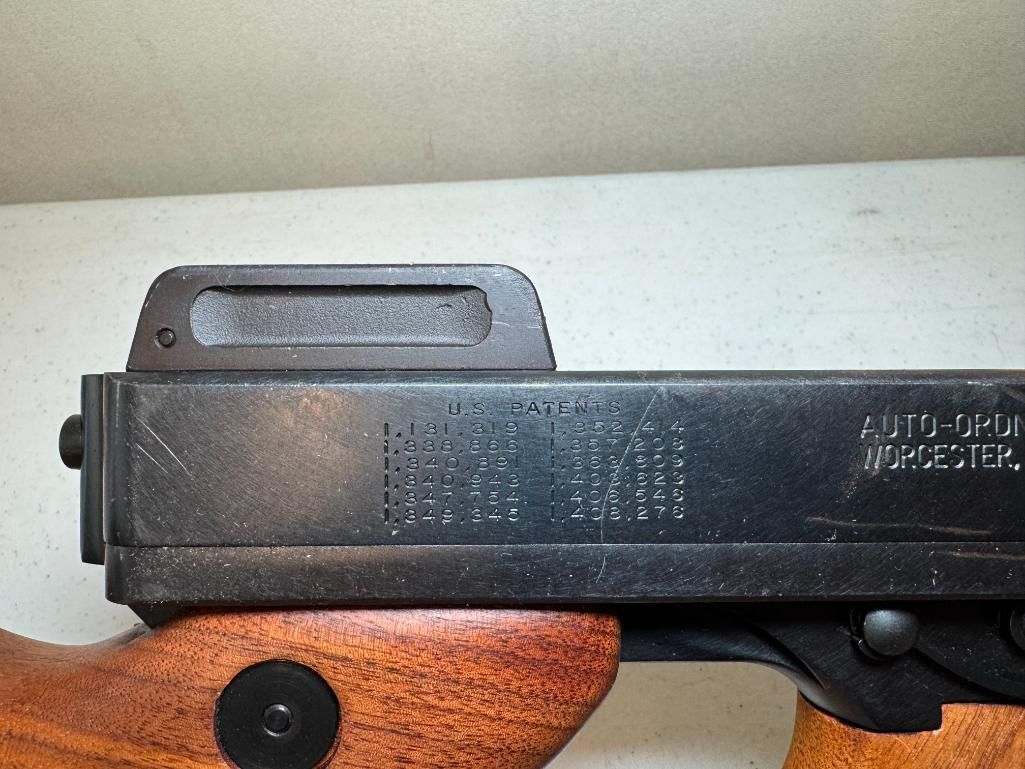 U.S. PATENTS
1,131,319 1,352,414
1,338,866 1,357,208
1,340,891 1,363,809
1,340,943 1,403,623
1,347,754 1,406,546
1,349,645 1,408,276
AUTO-ORDN
WORCESTER,